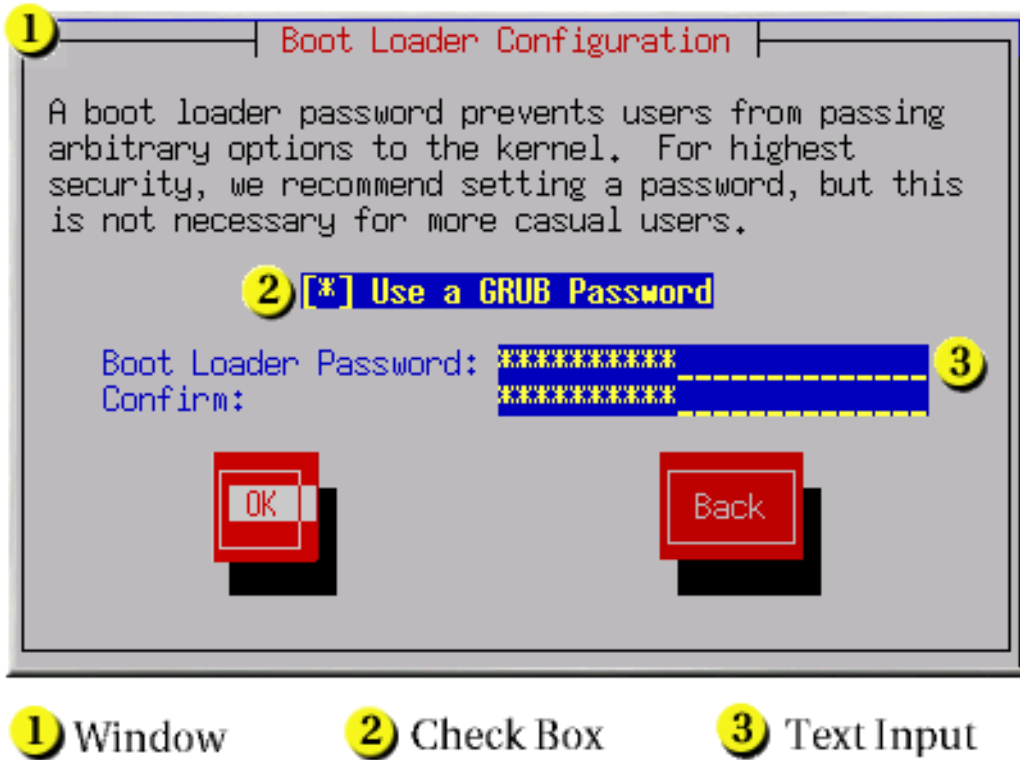 1
Boot Loader Configuration
A boot loader password prevents users from passing
arbitrary options to the kernel.  For highest
security, we recommend setting a password, but this
is not necessary for more casual users.
2 [*] Use a GRUB Password
Boot Loader Password: ********** 3
Confirm: **********
OK Back
1 Window 2 Check Box 3 Text Input